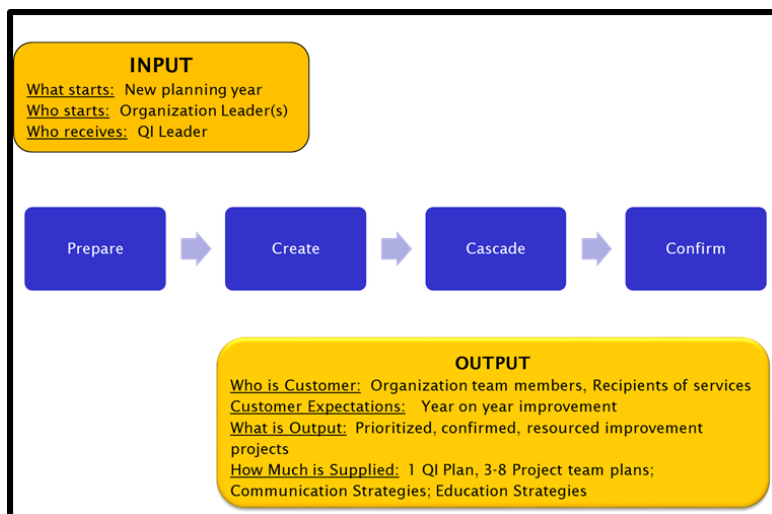 INPUT
What starts: New planning year
Who starts: Organization Leader(s)
Who receives: QI Leader
Prepare
Create
Cascade
Confirm
OUTPUT
Who is Customer: Organization team members, Recipients of services
Customer Expectations: Year on year improvement
What is Output: Prioritized, confirmed, resourced improvement
projects
How Much is Supplied: 1 QI Plan, 3-8 Project team plans;
Communication Strategies; Education Strategies